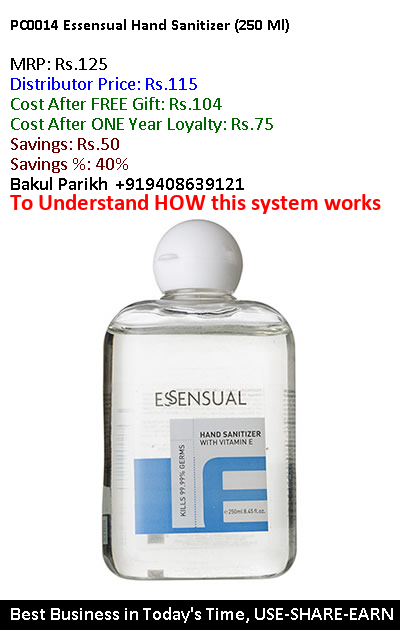 PC0014 Essensual Hand Sanitizer (250 Ml)
MRP: Rs.125
Distributor Price: Rs.115
Cost After FREE Gift: Rs.104
Cost After ONE Year Loyalty: Rs.75
Savings: Rs.50
Savings %: 40%
Bakul Parikh +919408639121
To Understand HOW this system works
ESSENSUAL
HAND SANITIZER
WITH VITAMIN E
KILLS 99.99% GERMS
e250ml 8.45 fl.oz.
Best Business in Today's Time, USE-SHARE-EARN